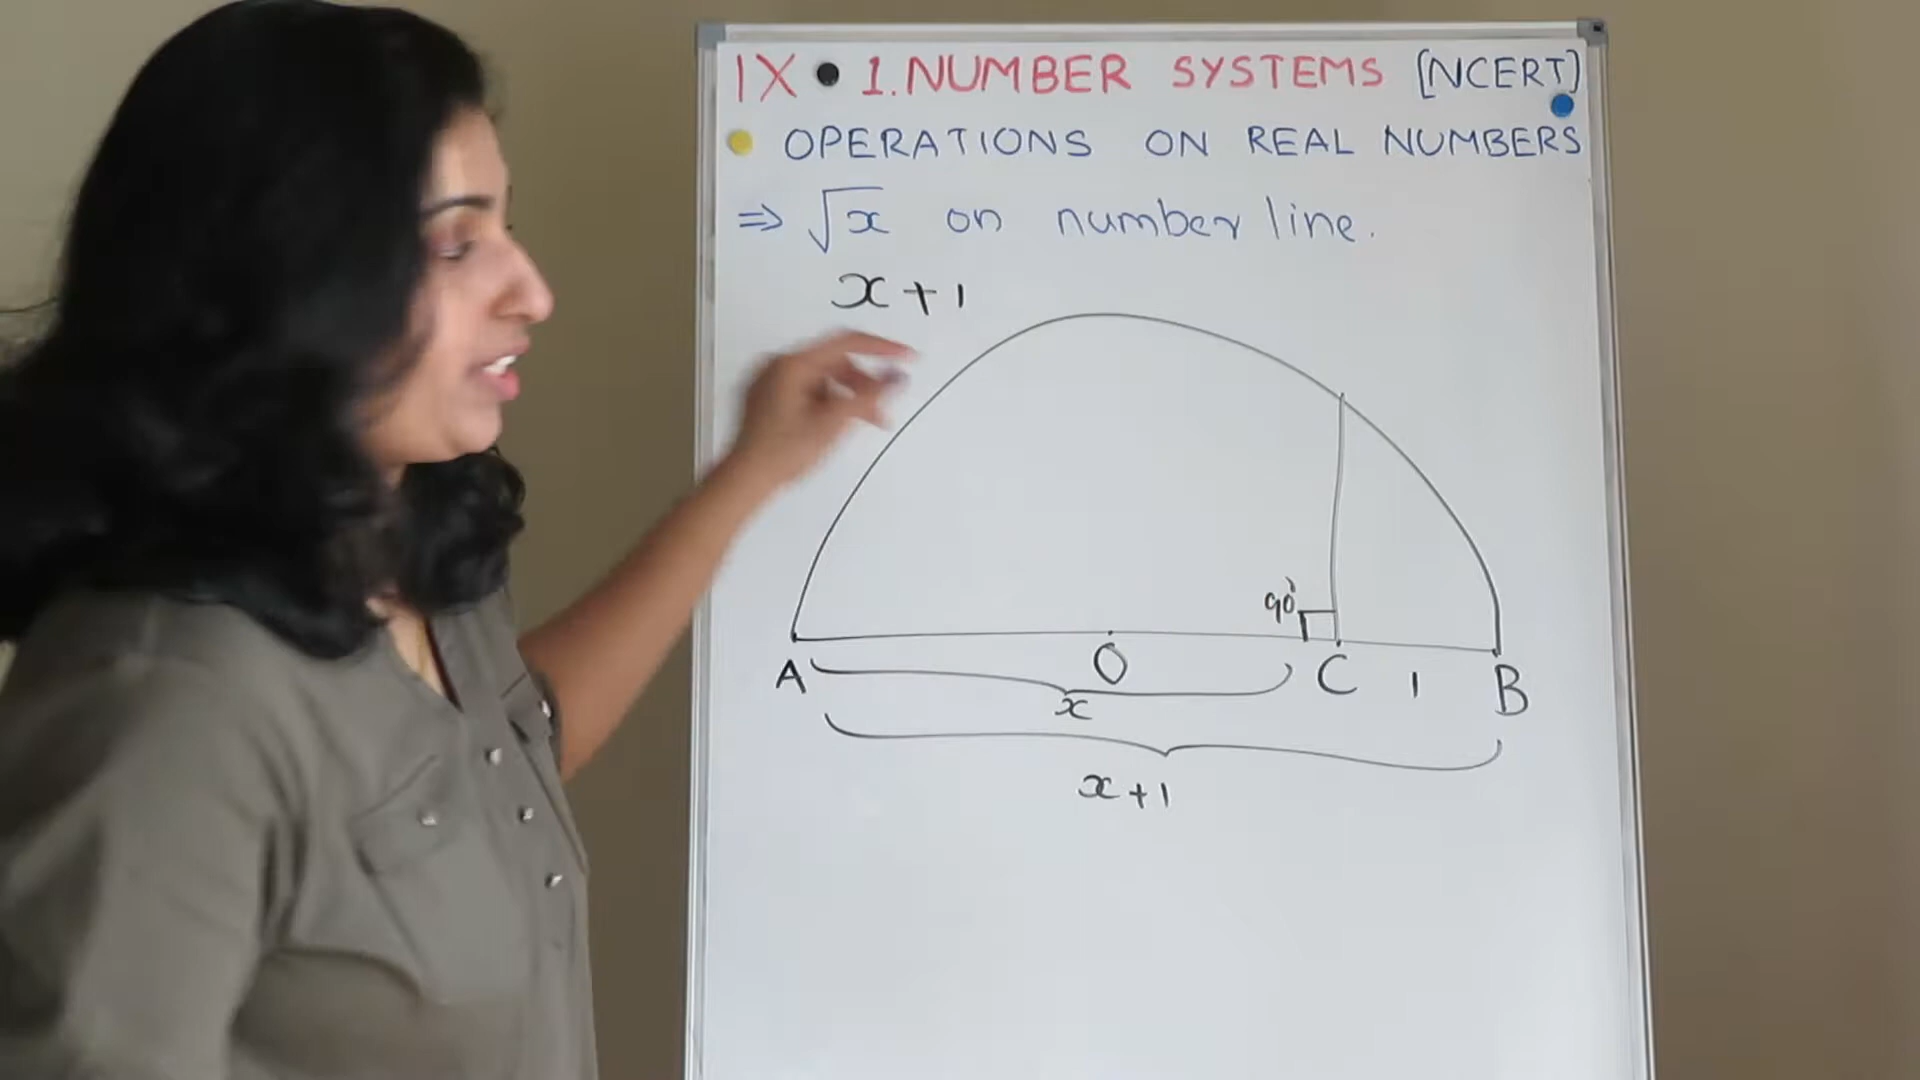 IX • 1. NUMBER SYSTEMS [NCERT]
OPERATIONS ON REAL NUMBERS
⇒ √x on number line.
x+1
90°
A O C 1 B
x
x+1